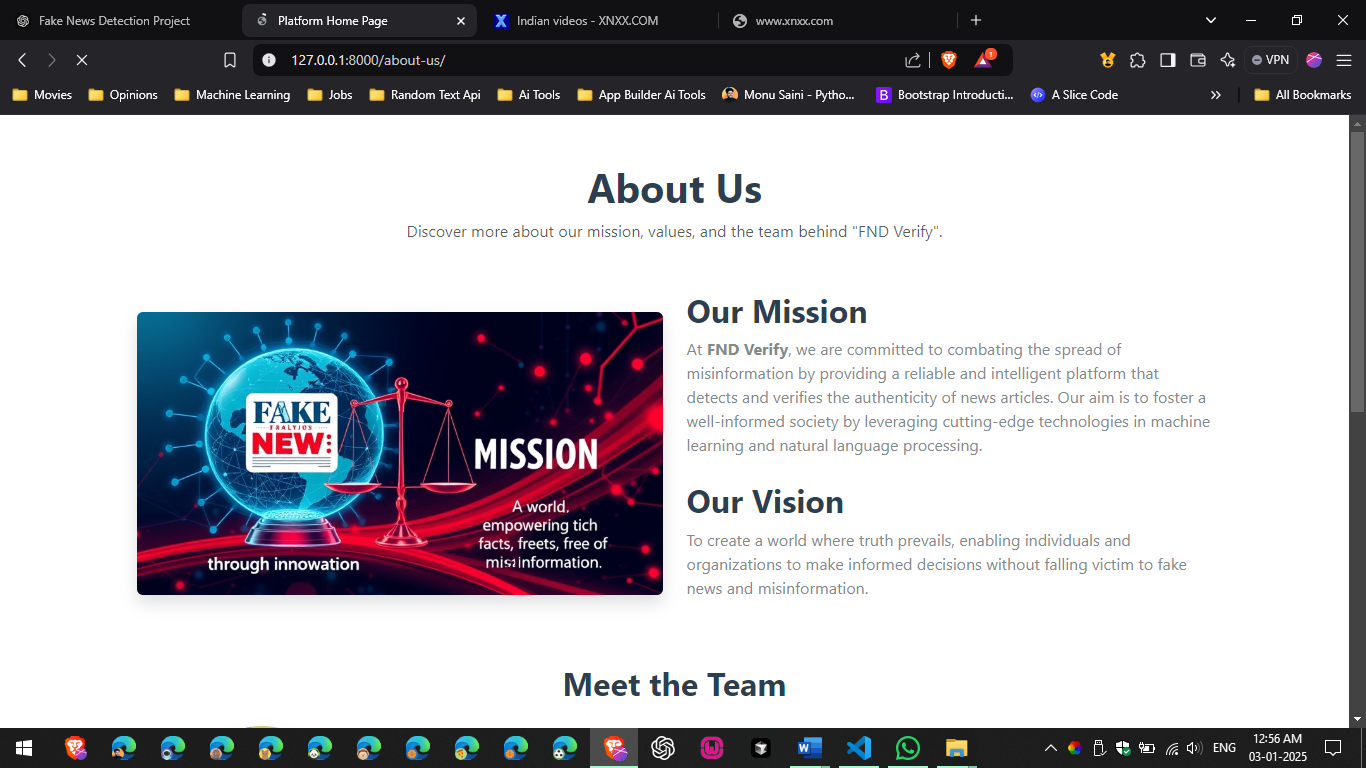 Fake News Detection Project
Platform Home Page
Indian videos - XNXX.COM
www.xnxx.com
127.0.0.1:8000/about-us/
1
VPN
Movies
Opinions
Machine Learning
Jobs
Random Text Api
Ai Tools
App Builder Ai Tools
Monu Saini - Pytho...
B
Bootstrap Introducti...
A Slice Code
All Bookmarks
About Us
Discover more about our mission, values, and the team behind "FND Verify".
FAKE
NEW:
MISSION
A world.
empowering tich
facts, freets, free of
misinformation.
through innowation
Our Mission
At FND Verify, we are committed to combating the spread of
misinformation by providing a reliable and intelligent platform that
detects and verifies the authenticity of news articles. Our aim is to foster a
well-informed society by leveraging cutting-edge technologies in machine
learning and natural language processing.
Our Vision
To create a world where truth prevails, enabling individuals and
organizations to make informed decisions without falling victim to fake
news and misinformation.
Meet the Team
ENG
12:56 AM
03-01-2025